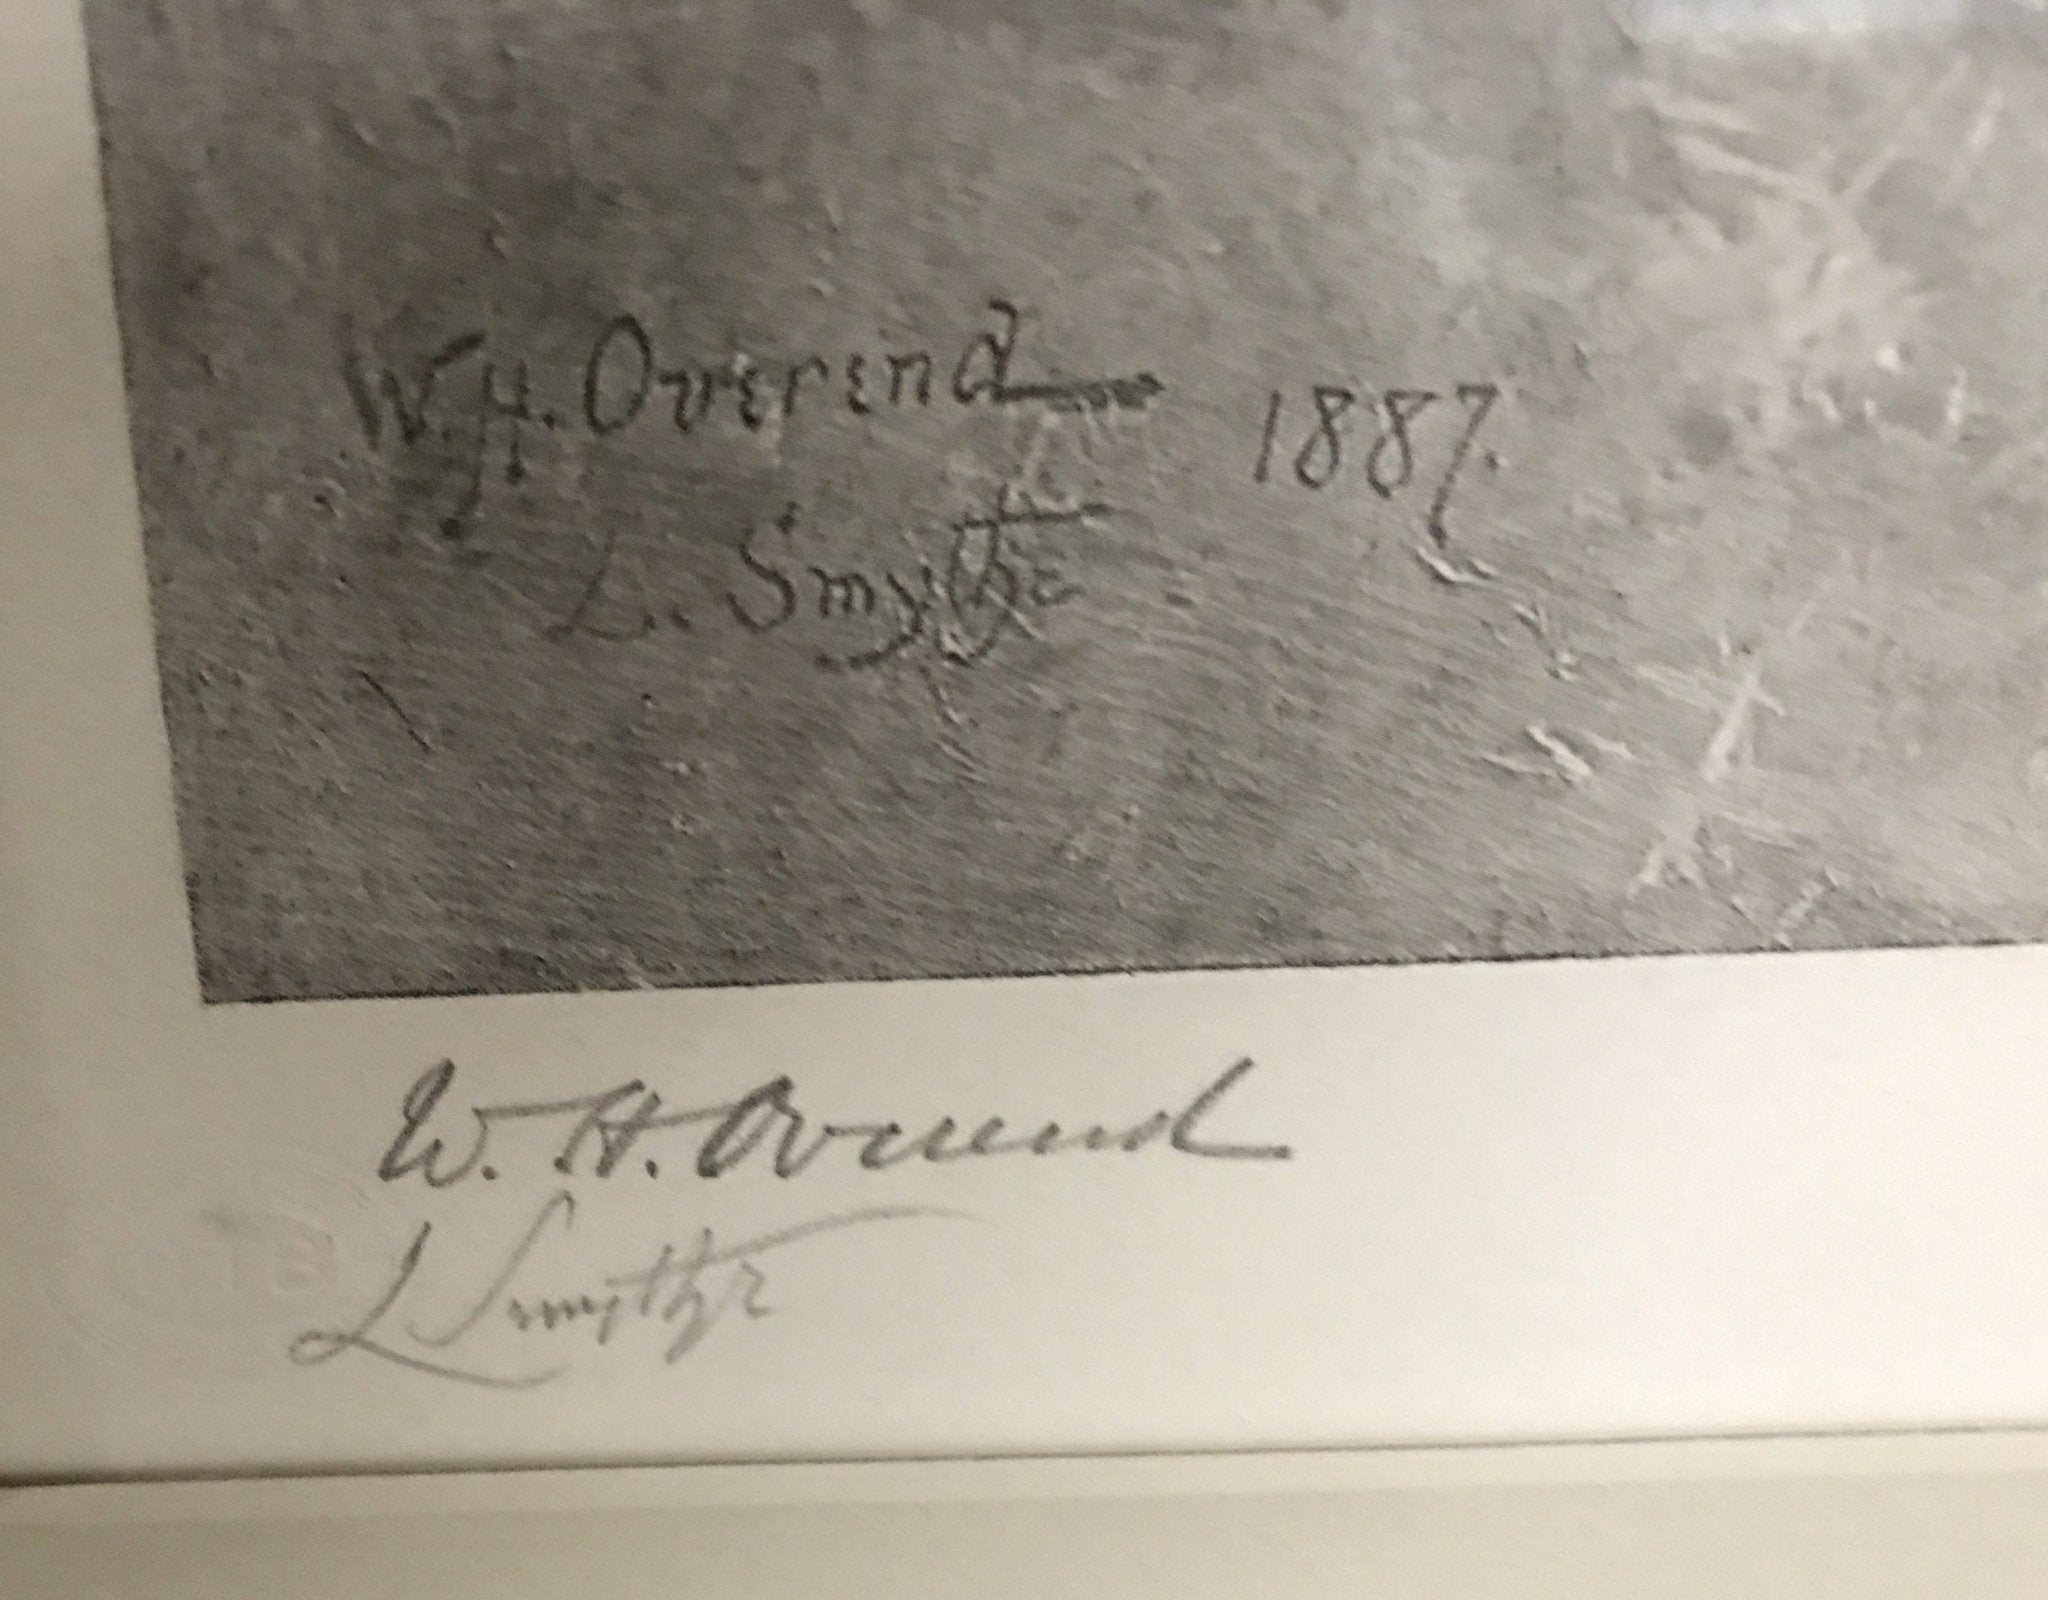 W.H. Overend 1887.
L. Smythe
W. H. Overend
L Smythe